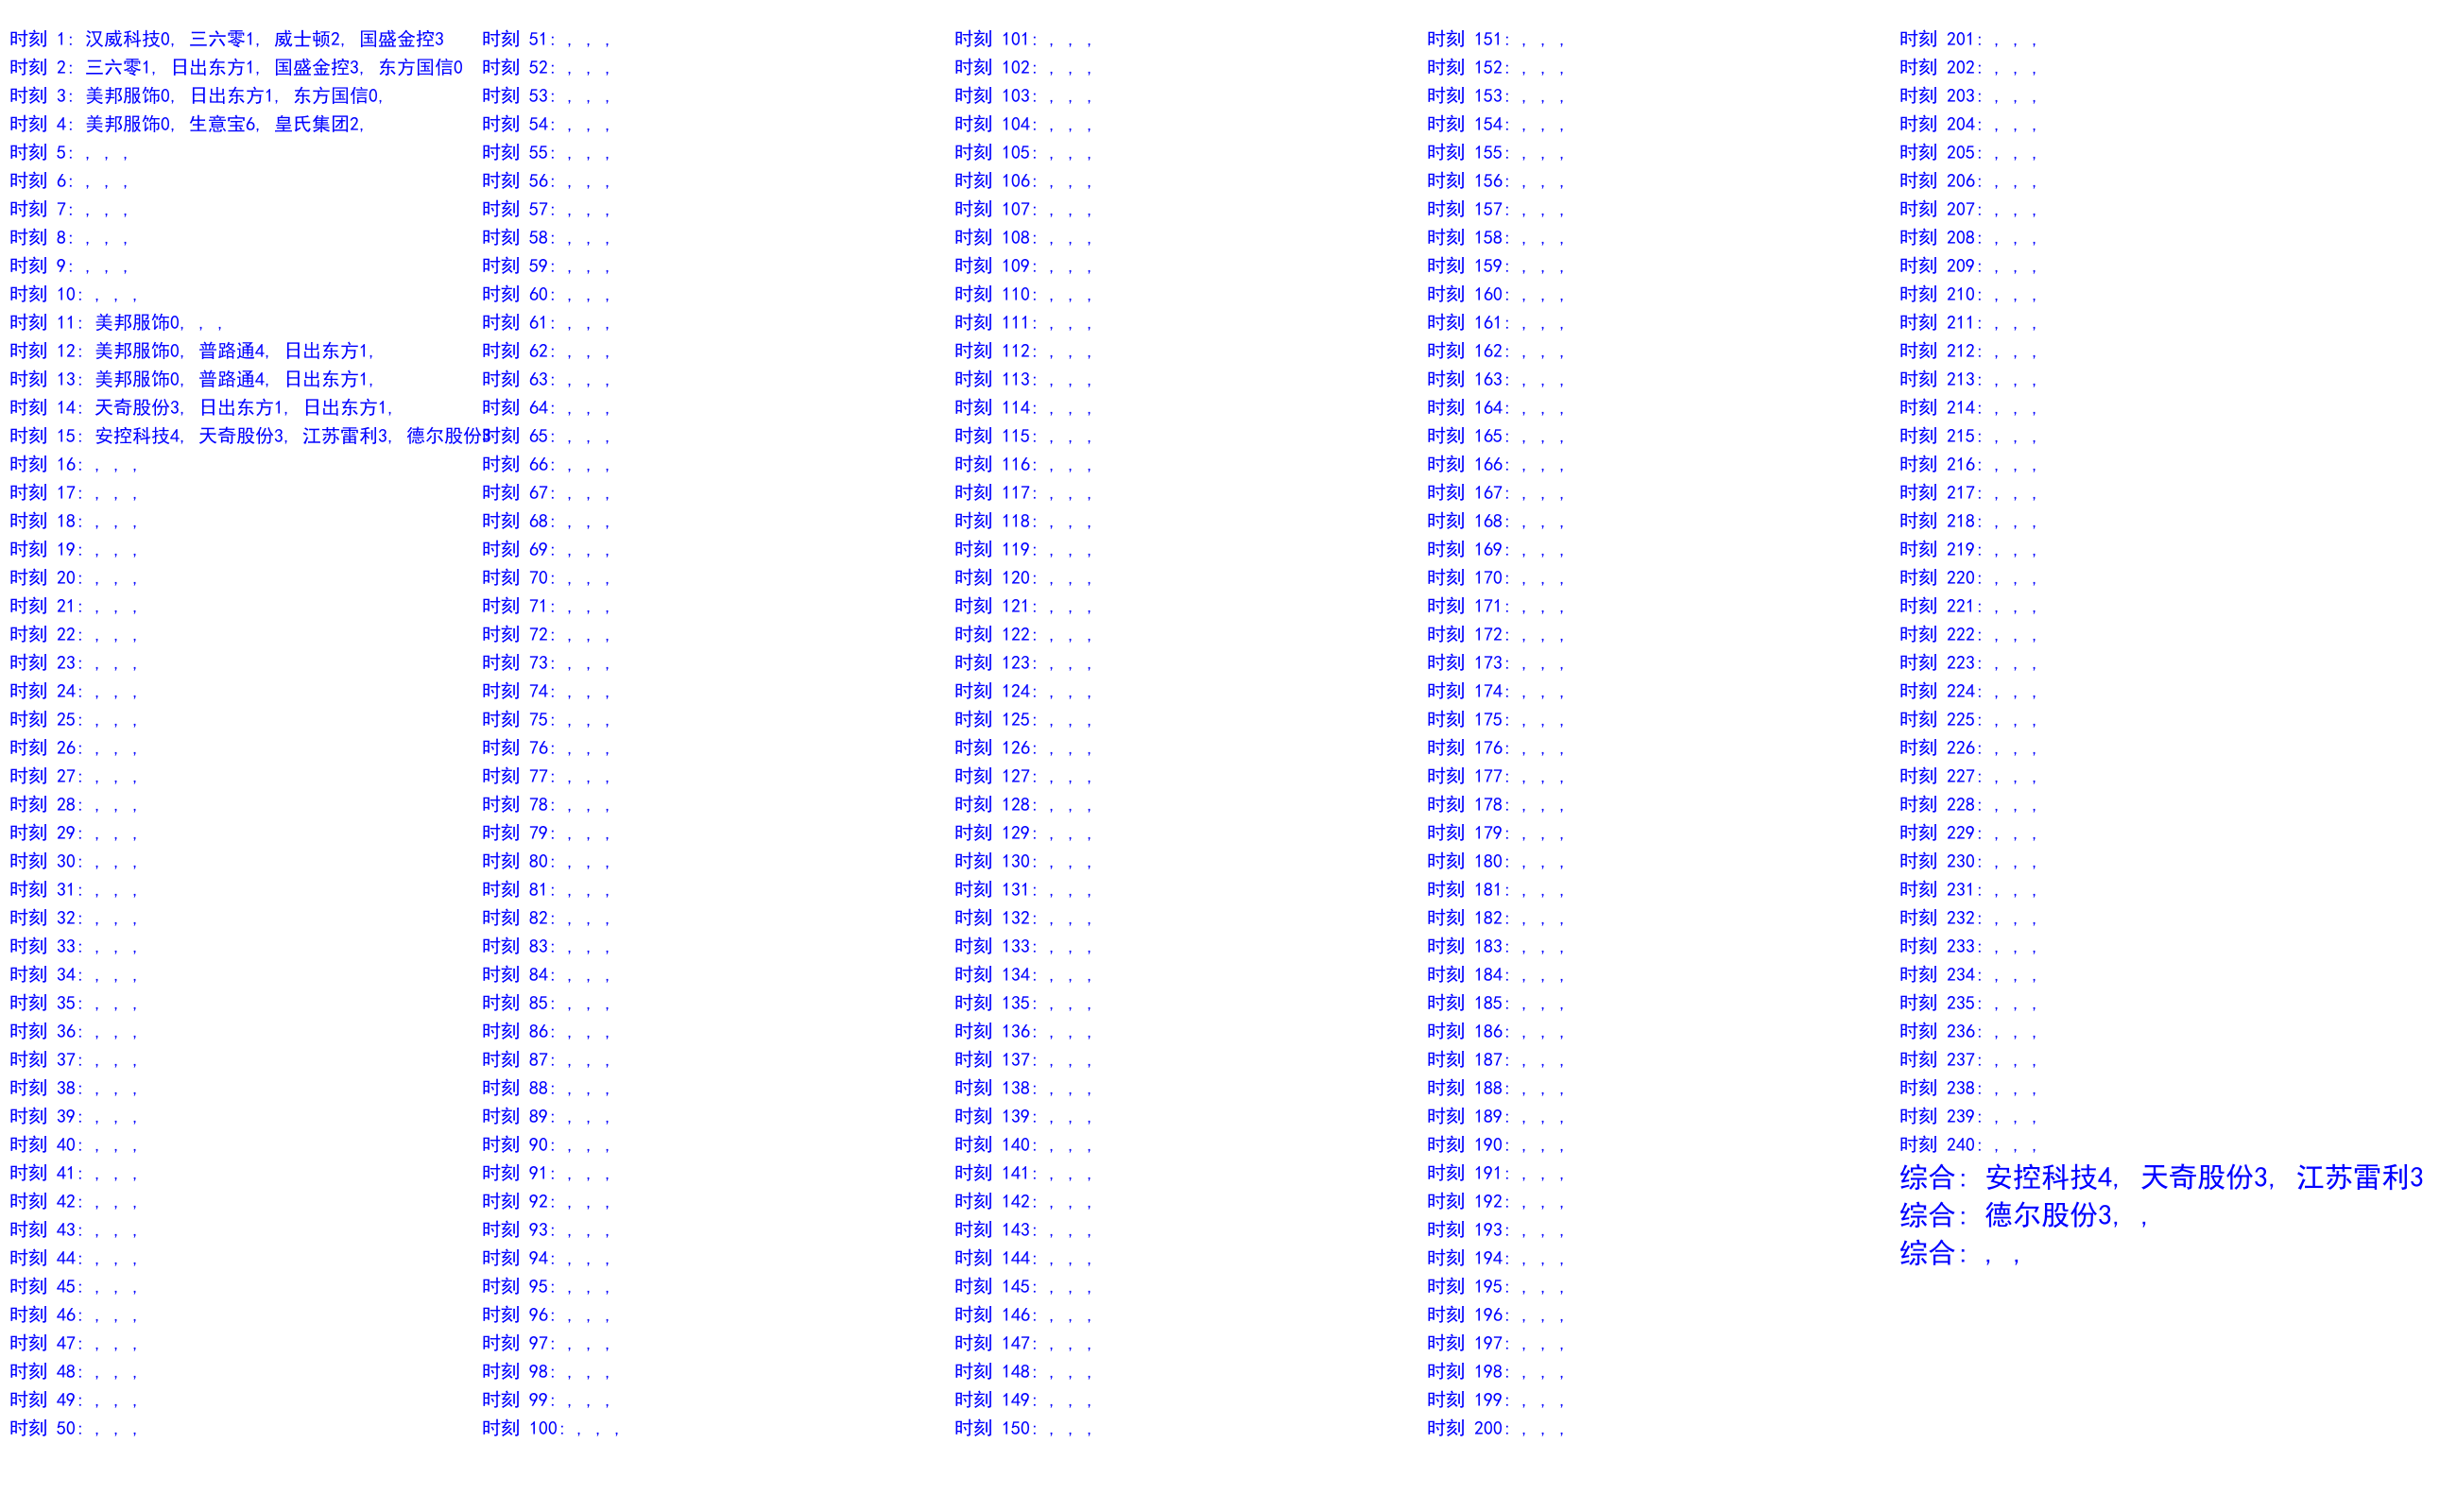 时刻 1: 汉威科技0, 三六零1, 威士顿2, 国盛金控3
时刻 2: 三六零1, 日出东方1, 国盛金控3, 东方国信0
时刻 3: 美邦服饰0, 日出东方1, 东方国信0,
时刻 4: 美邦服饰0, 生意宝6, 皇氏集团2,
时刻 5: , , ,
时刻 6: , , ,
时刻 7: , , ,
时刻 8: , , ,
时刻 9: , , ,
时刻 10: , , ,
时刻 11: 美邦服饰0, , ,
时刻 12: 美邦服饰0, 普路通4, 日出东方1,
时刻 13: 美邦服饰0, 普路通4, 日出东方1,
时刻 14: 天奇股份3, 日出东方1, 日出东方1,
时刻 15: 安控科技4, 天奇股份3, 江苏雷利3, 德尔股份3
时刻 16: , , ,
时刻 17: , , ,
时刻 18: , , ,
时刻 19: , , ,
时刻 20: , , ,
时刻 21: , , ,
时刻 22: , , ,
时刻 23: , , ,
时刻 24: , , ,
时刻 25: , , ,
时刻 26: , , ,
时刻 27: , , ,
时刻 28: , , ,
时刻 29: , , ,
时刻 30: , , ,
时刻 31: , , ,
时刻 32: , , ,
时刻 33: , , ,
时刻 34: , , ,
时刻 35: , , ,
时刻 36: , , ,
时刻 37: , , ,
时刻 38: , , ,
时刻 39: , , ,
时刻 40: , , ,
时刻 41: , , ,
时刻 42: , , ,
时刻 43: , , ,
时刻 44: , , ,
时刻 45: , , ,
时刻 46: , , ,
时刻 47: , , ,
时刻 48: , , ,
时刻 49: , , ,
时刻 50: , , ,
时刻 51: , , ,
时刻 52: , , ,
时刻 53: , , ,
时刻 54: , , ,
时刻 55: , , ,
时刻 56: , , ,
时刻 57: , , ,
时刻 58: , , ,
时刻 59: , , ,
时刻 60: , , ,
时刻 61: , , ,
时刻 62: , , ,
时刻 63: , , ,
时刻 64: , , ,
时刻 65: , , ,
时刻 66: , , ,
时刻 67: , , ,
时刻 68: , , ,
时刻 69: , , ,
时刻 70: , , ,
时刻 71: , , ,
时刻 72: , , ,
时刻 73: , , ,
时刻 74: , , ,
时刻 75: , , ,
时刻 76: , , ,
时刻 77: , , ,
时刻 78: , , ,
时刻 79: , , ,
时刻 80: , , ,
时刻 81: , , ,
时刻 82: , , ,
时刻 83: , , ,
时刻 84: , , ,
时刻 85: , , ,
时刻 86: , , ,
时刻 87: , , ,
时刻 88: , , ,
时刻 89: , , ,
时刻 90: , , ,
时刻 91: , , ,
时刻 92: , , ,
时刻 93: , , ,
时刻 94: , , ,
时刻 95: , , ,
时刻 96: , , ,
时刻 97: , , ,
时刻 98: , , ,
时刻 99: , , ,
时刻 100: , , ,
时刻 101: , , ,
时刻 102: , , ,
时刻 103: , , ,
时刻 104: , , ,
时刻 105: , , ,
时刻 106: , , ,
时刻 107: , , ,
时刻 108: , , ,
时刻 109: , , ,
时刻 110: , , ,
时刻 111: , , ,
时刻 112: , , ,
时刻 113: , , ,
时刻 114: , , ,
时刻 115: , , ,
时刻 116: , , ,
时刻 117: , , ,
时刻 118: , , ,
时刻 119: , , ,
时刻 120: , , ,
时刻 121: , , ,
时刻 122: , , ,
时刻 123: , , ,
时刻 124: , , ,
时刻 125: , , ,
时刻 126: , , ,
时刻 127: , , ,
时刻 128: , , ,
时刻 129: , , ,
时刻 130: , , ,
时刻 131: , , ,
时刻 132: , , ,
时刻 133: , , ,
时刻 134: , , ,
时刻 135: , , ,
时刻 136: , , ,
时刻 137: , , ,
时刻 138: , , ,
时刻 139: , , ,
时刻 140: , , ,
时刻 141: , , ,
时刻 142: , , ,
时刻 143: , , ,
时刻 144: , , ,
时刻 145: , , ,
时刻 146: , , ,
时刻 147: , , ,
时刻 148: , , ,
时刻 149: , , ,
时刻 150: , , ,
时刻 151: , , ,
时刻 152: , , ,
时刻 153: , , ,
时刻 154: , , ,
时刻 155: , , ,
时刻 156: , , ,
时刻 157: , , ,
时刻 158: , , ,
时刻 159: , , ,
时刻 160: , , ,
时刻 161: , , ,
时刻 162: , , ,
时刻 163: , , ,
时刻 164: , , ,
时刻 165: , , ,
时刻 166: , , ,
时刻 167: , , ,
时刻 168: , , ,
时刻 169: , , ,
时刻 170: , , ,
时刻 171: , , ,
时刻 172: , , ,
时刻 173: , , ,
时刻 174: , , ,
时刻 175: , , ,
时刻 176: , , ,
时刻 177: , , ,
时刻 178: , , ,
时刻 179: , , ,
时刻 180: , , ,
时刻 181: , , ,
时刻 182: , , ,
时刻 183: , , ,
时刻 184: , , ,
时刻 185: , , ,
时刻 186: , , ,
时刻 187: , , ,
时刻 188: , , ,
时刻 189: , , ,
时刻 190: , , ,
时刻 191: , , ,
时刻 192: , , ,
时刻 193: , , ,
时刻 194: , , ,
时刻 195: , , ,
时刻 196: , , ,
时刻 197: , , ,
时刻 198: , , ,
时刻 199: , , ,
时刻 200: , , ,
时刻 201: , , ,
时刻 202: , , ,
时刻 203: , , ,
时刻 204: , , ,
时刻 205: , , ,
时刻 206: , , ,
时刻 207: , , ,
时刻 208: , , ,
时刻 209: , , ,
时刻 210: , , ,
时刻 211: , , ,
时刻 212: , , ,
时刻 213: , , ,
时刻 214: , , ,
时刻 215: , , ,
时刻 216: , , ,
时刻 217: , , ,
时刻 218: , , ,
时刻 219: , , ,
时刻 220: , , ,
时刻 221: , , ,
时刻 222: , , ,
时刻 223: , , ,
时刻 224: , , ,
时刻 225: , , ,
时刻 226: , , ,
时刻 227: , , ,
时刻 228: , , ,
时刻 229: , , ,
时刻 230: , , ,
时刻 231: , , ,
时刻 232: , , ,
时刻 233: , , ,
时刻 234: , , ,
时刻 235: , , ,
时刻 236: , , ,
时刻 237: , , ,
时刻 238: , , ,
时刻 239: , , ,
时刻 240: , , ,
综合: 安控科技4, 天奇股份3, 江苏雷利3
综合: 德尔股份3, ,
综合: , ,